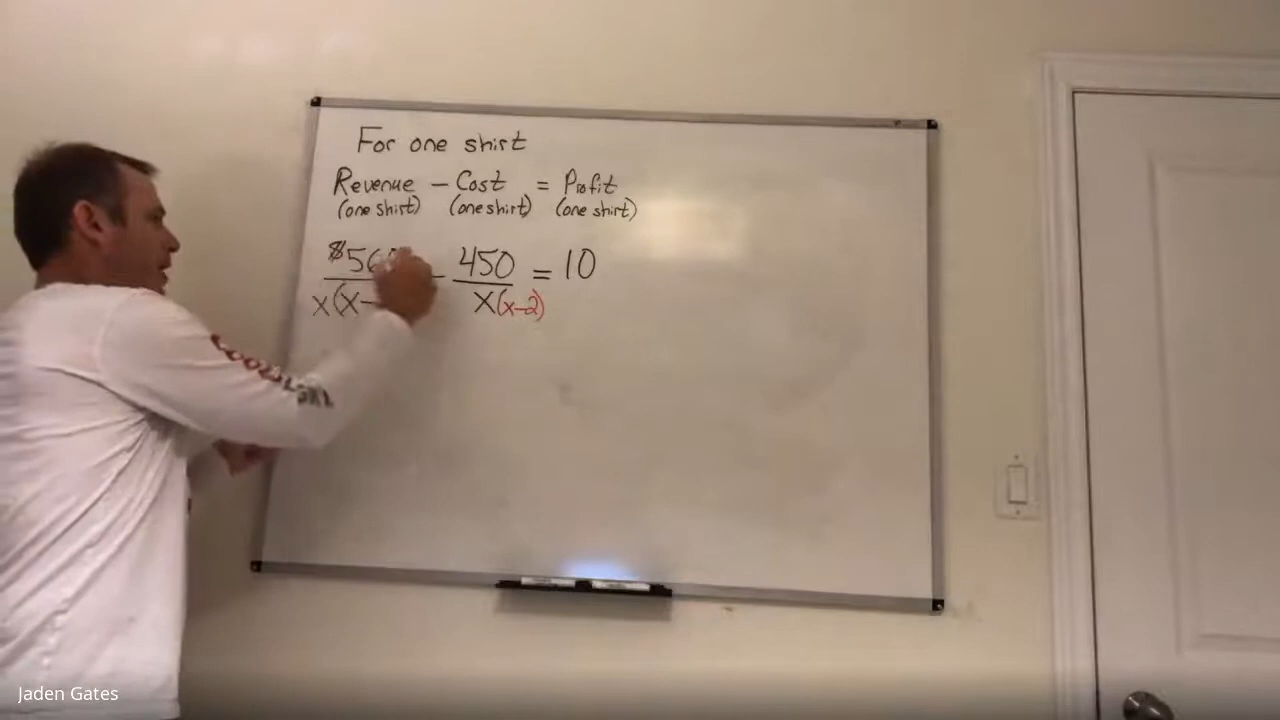 For one shirt
Revenue - Cost = Profit
(one shirt) (one shirt) (one shirt)
- 450 = 10
x(x- x(x-2)
Jaden Gates